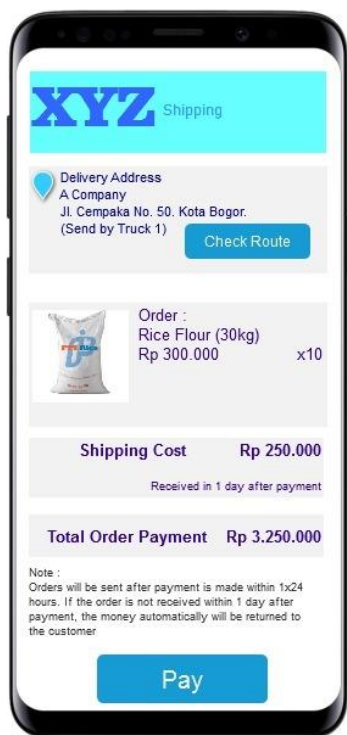 XYZ Shipping
Delivery Address
A Company
Jl. Cempaka No. 50. Kota Bogor.
(Send by Truck 1)
Check Route
Order :
Rice Flour (30kg)
Rp 300.000 x10
Shipping Cost Rp 250.000
Received in 1 day after payment
Total Order Payment Rp 3.250.000
Note :
Orders will be sent after payment is made within 1x24
hours. If the order is not received within 1 day after
payment, the money automatically will be returned to
the customer
Pay